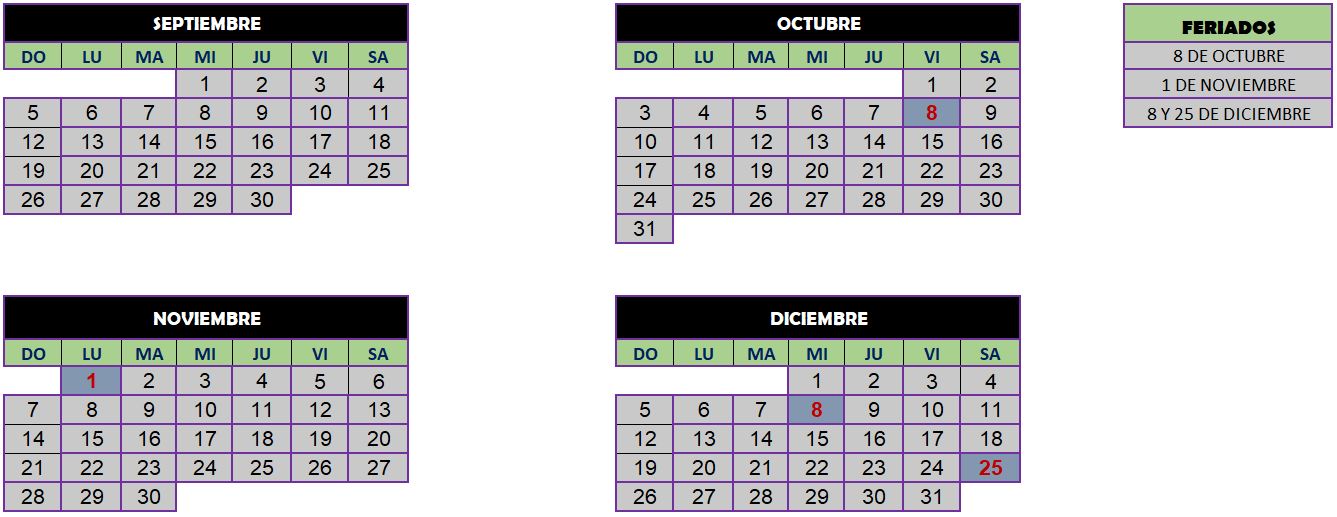 SEPTIEMBRE
DO LU MA MI JU VI SA
1 2 3 4
5 6 7 8 9 10 11
12 13 14 15 16 17 18
19 20 21 22 23 24 25
26 27 28 29 30
OCTUBRE
DO LU MA MI JU VI SA
1 2
3 4 5 6 7 8 9
10 11 12 13 14 15 16
17 18 19 20 21 22 23
24 25 26 27 28 29 30
31
FERIADOS
8 DE OCTUBRE
1 DE NOVIEMBRE
8 Y 25 DE DICIEMBRE
NOVIEMBRE
DO LU MA MI JU VI SA
1 2 3 4 5 6
7 8 9 10 11 12 13
14 15 16 17 18 19 20
21 22 23 24 25 26 27
28 29 30
DICIEMBRE
DO LU MA MI JU VI SA
1 2 3 4
5 6 7 8 9 10 11
12 13 14 15 16 17 18
19 20 21 22 23 24 25
26 27 28 29 30 31